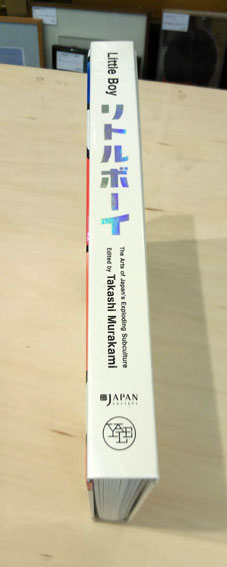 Little Boy
リトルボーイ
The Arts of Japan's Exploding Subculture
Edited by Takashi Murakami
JAPAN
SOCIETY